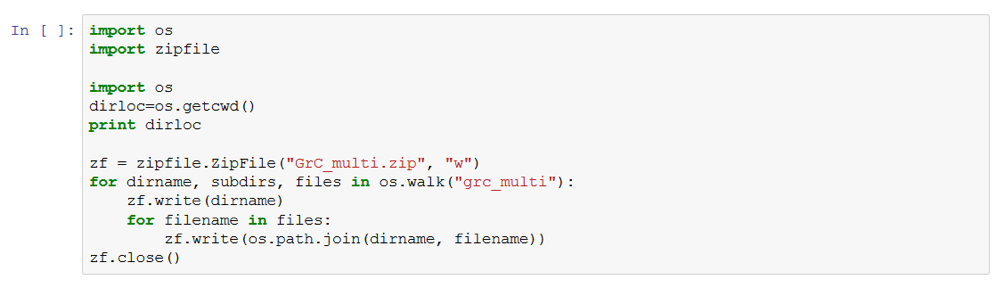 In [ ]: import os
import zipfile

import os
dirloc=os.getcwd()
print dirloc

zf = zipfile.ZipFile("GrC_multi.zip", "w")
for dirname, subdirs, files in os.walk("grc_multi"):
    zf.write(dirname)
    for filename in files:
        zf.write(os.path.join(dirname, filename))
zf.close()